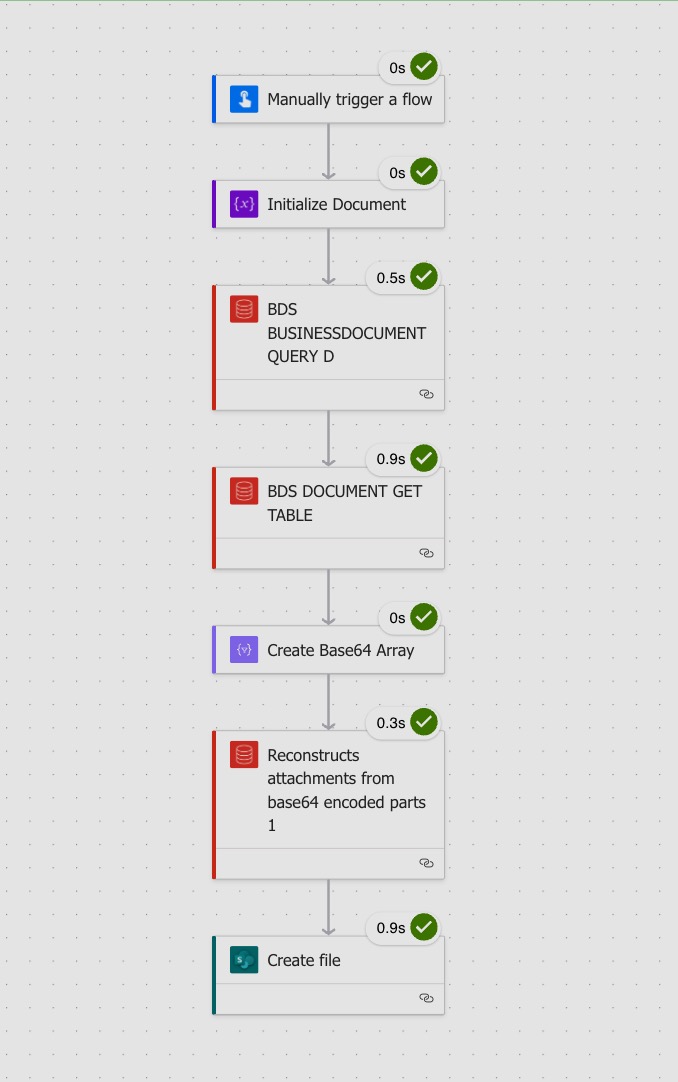 0s
Manually trigger a flow
0s
{x}
Initialize Document
0.5s
BDS
BUSINESSDOCUMENT
QUERY D
0.9s
BDS DOCUMENT GET
TABLE
0s
{v}
Create Base64 Array
0.3s
Reconstructs
attachments from
base64 encoded parts
1
0.9s
S
Create file